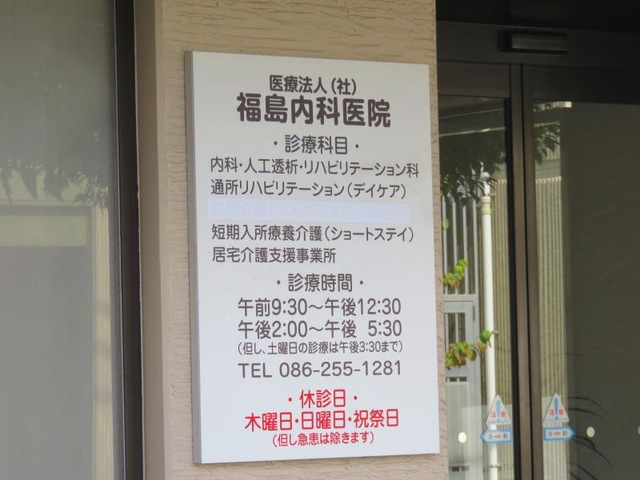 医療法人（社）
福島内科医院
・診療科目・
内科・人工透析・リハビリテーション科
通所リハビリテーション（デイケア）
短期入所療養介護（ショートステイ）
居宅介護支援事業所
・診療時間・
午前9:30〜午後12:30
午後2:00〜午後 5:30
（但し、土曜日の診療は午後3:30まで）
TEL 086-255-1281
・休診日・
木曜日・日曜日・祝祭日
（但し急患は除きます）